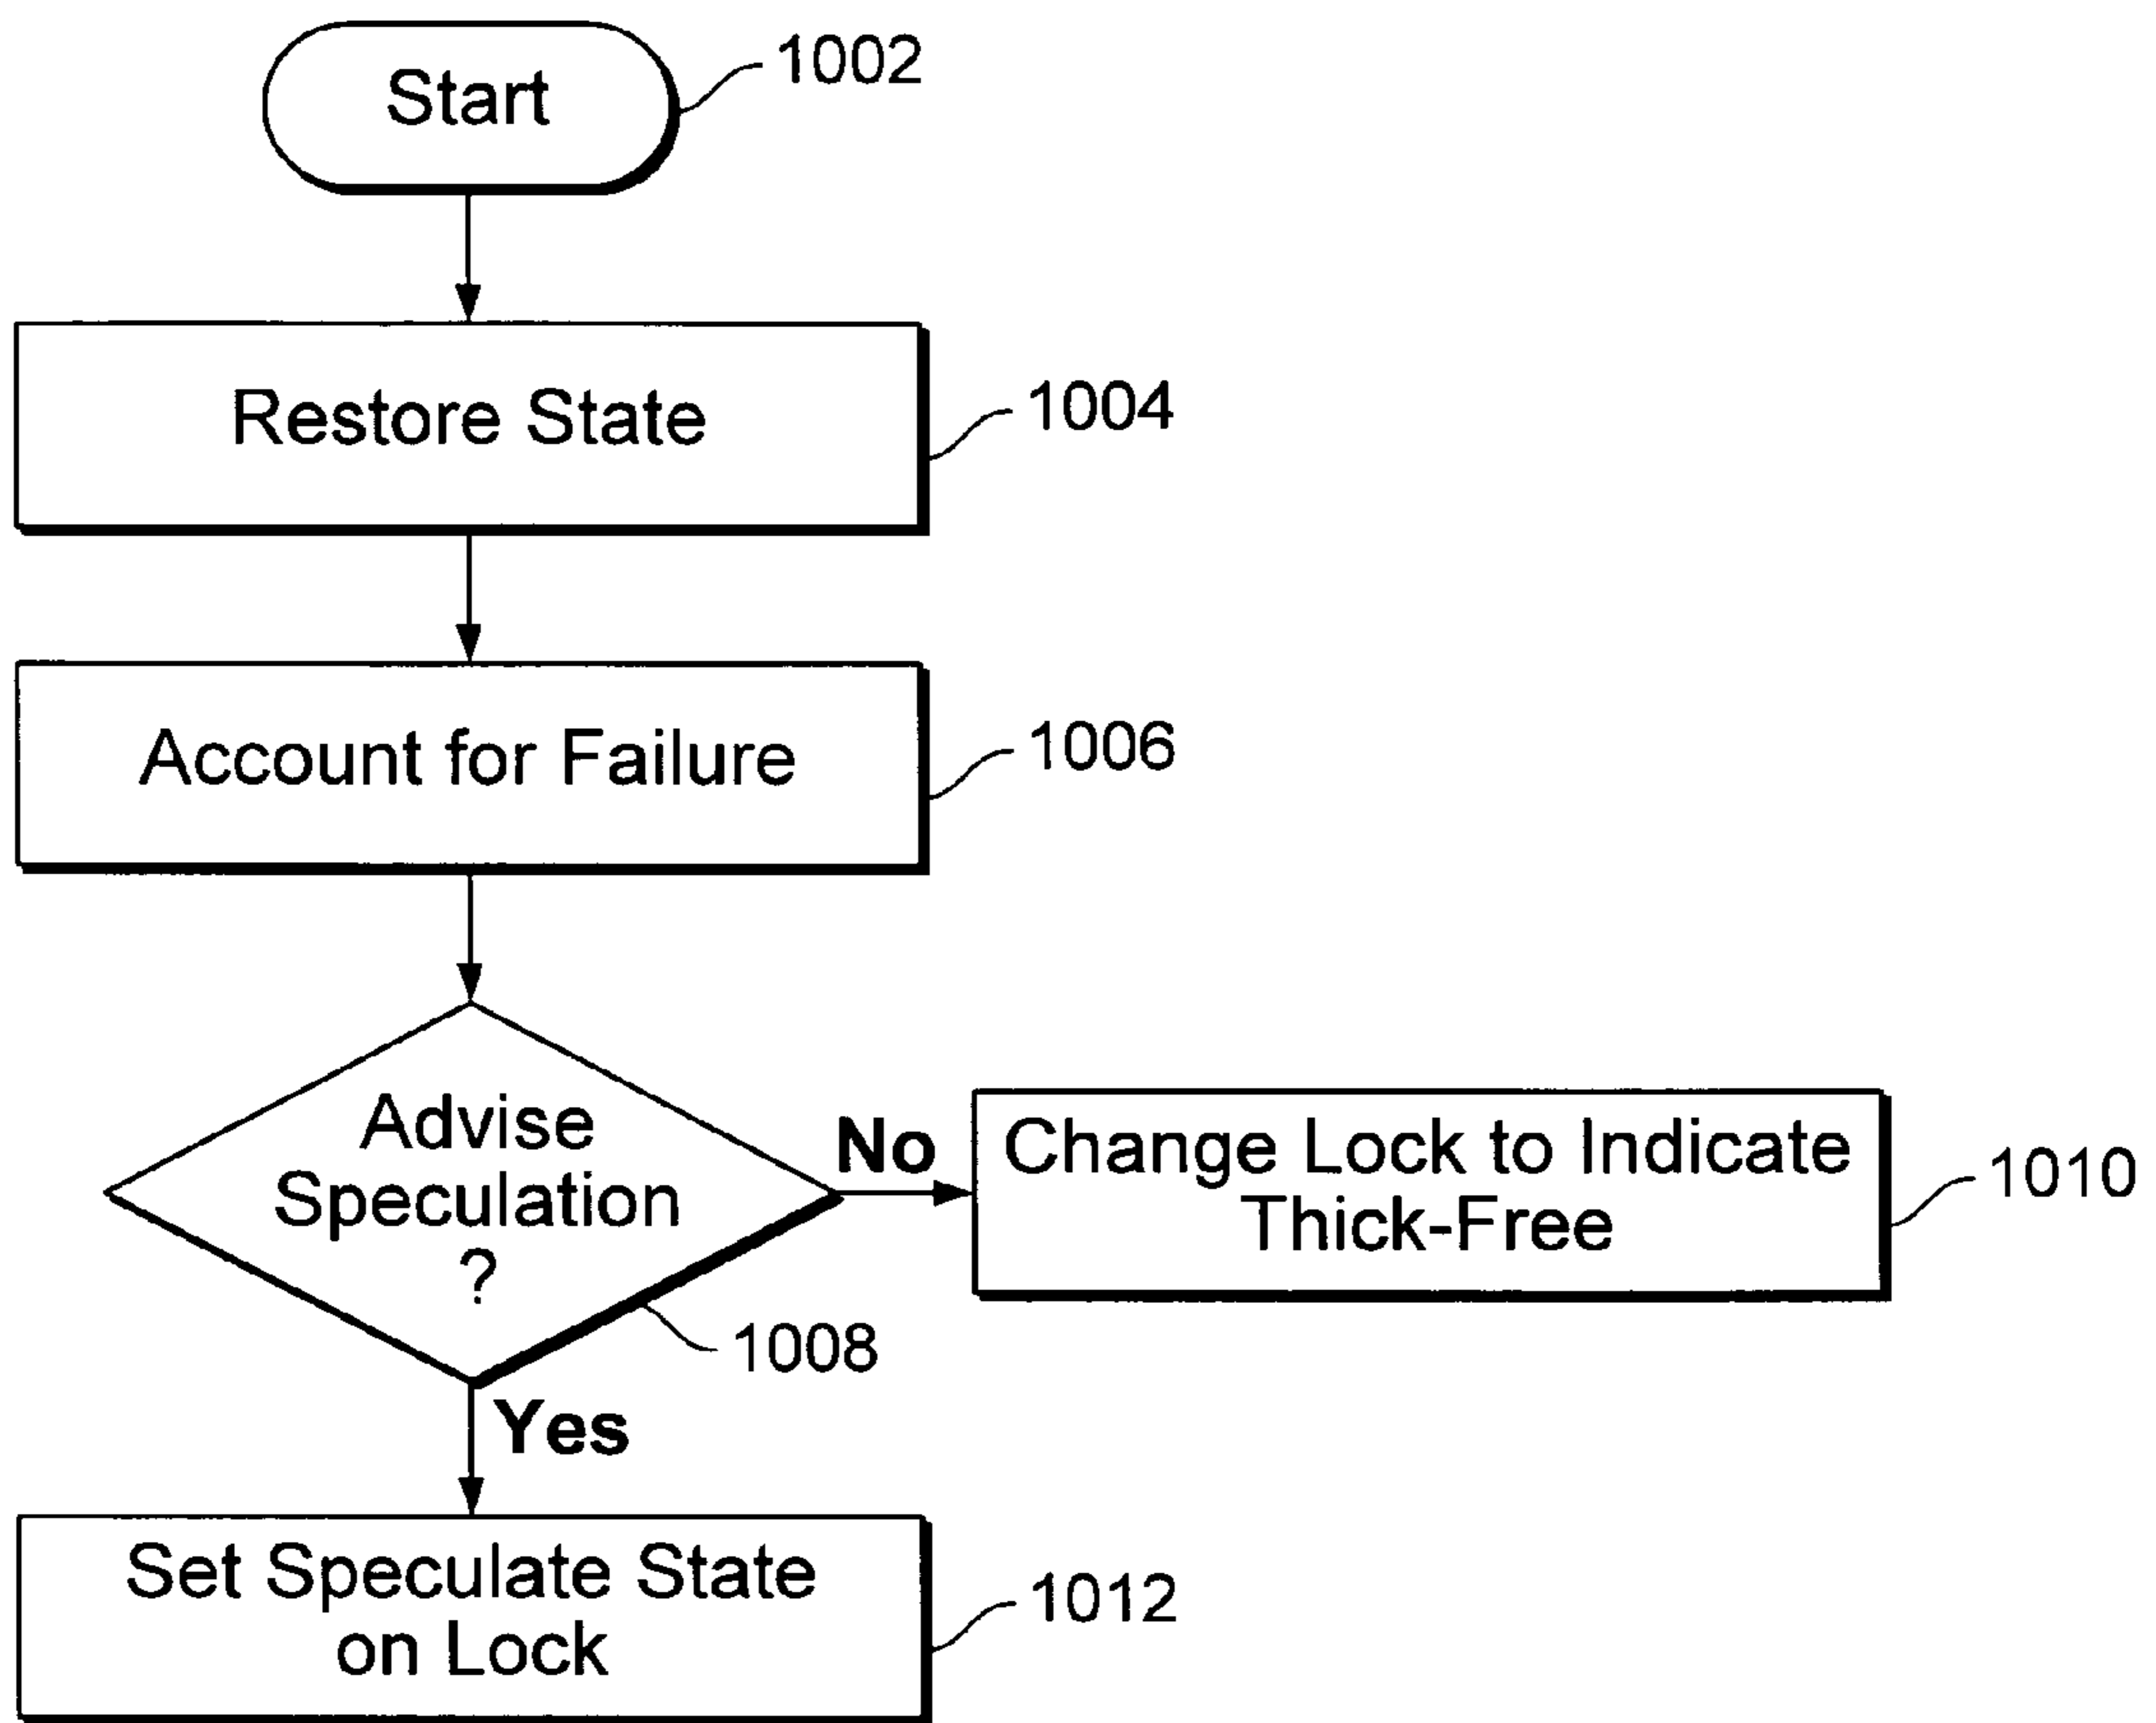 Start
1002
Restore State
1004
Account for Failure
1006
Advise
Speculation
?
1008
No
Change Lock to Indicate
Thick-Free
1010
Yes
Set Speculate State
on Lock
1012